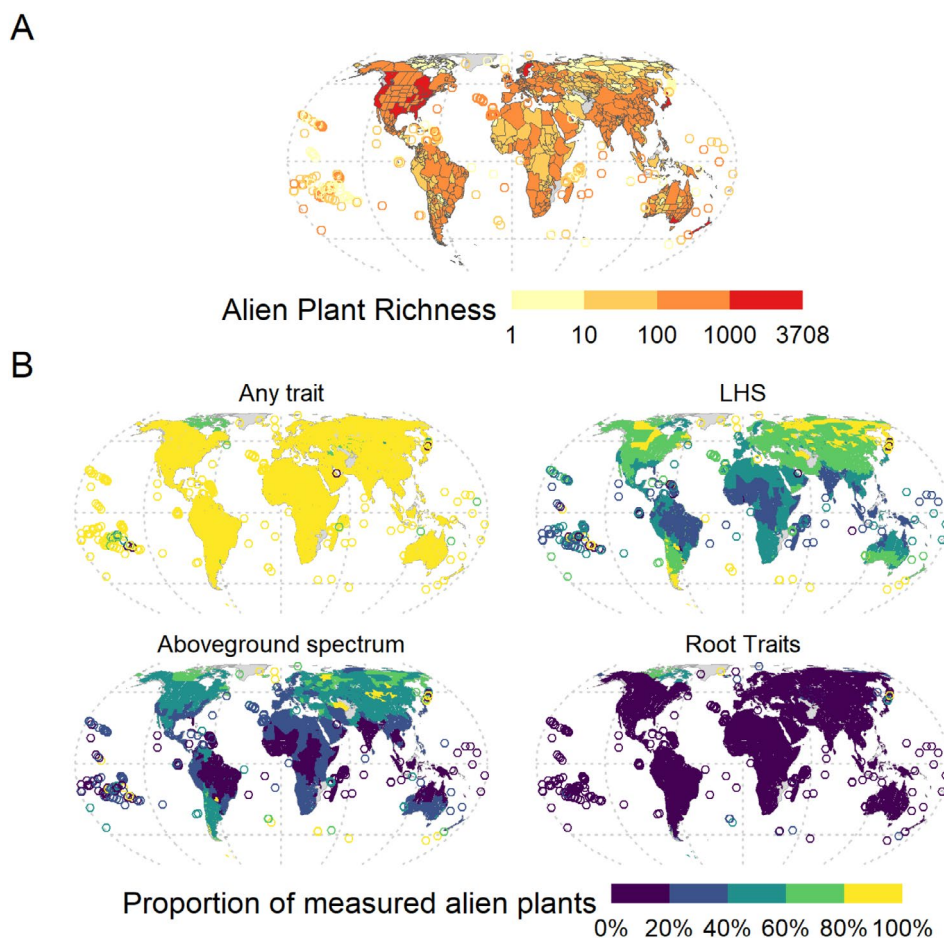 A
Alien Plant Richness
1 10 100 1000 3708
B
Any trait
LHS
Aboveground spectrum
Root Traits
Proportion of measured alien plants
0% 20% 40% 60% 80% 100%